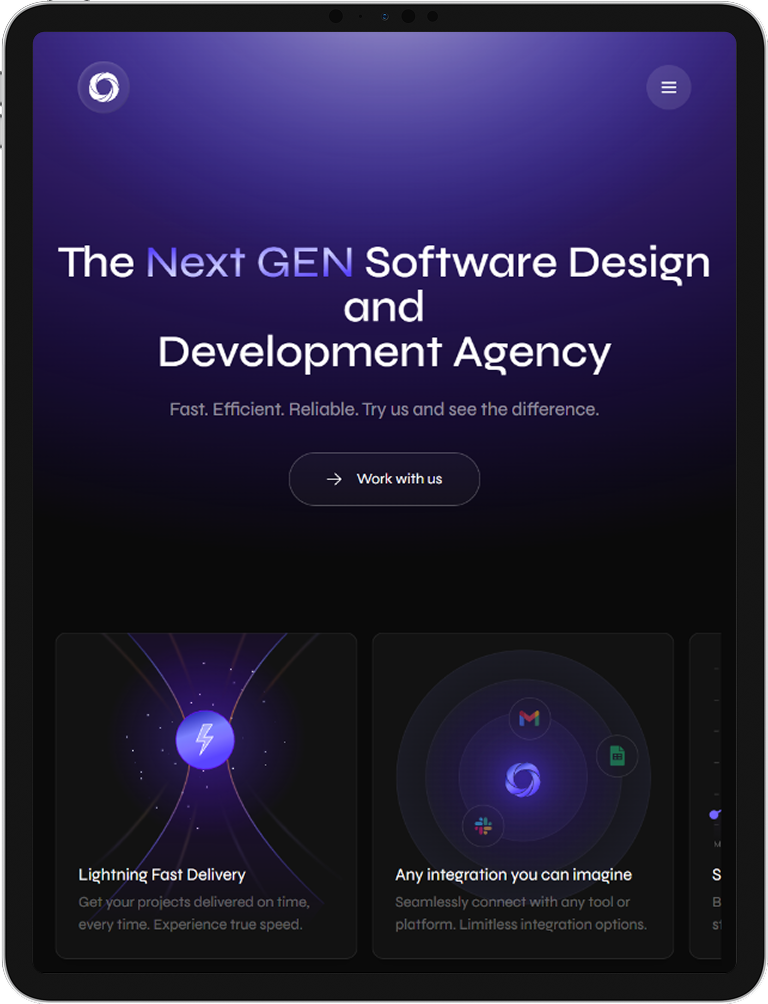 The Next GEN Software Design
and
Development Agency
Fast. Efficient. Reliable. Try us and see the difference.
Work with us
Lightning Fast Delivery
Get your projects delivered on time,
every time. Experience true speed.
Any integration you can imagine
Seamlessly connect with any tool or
platform. Limitless integration options.